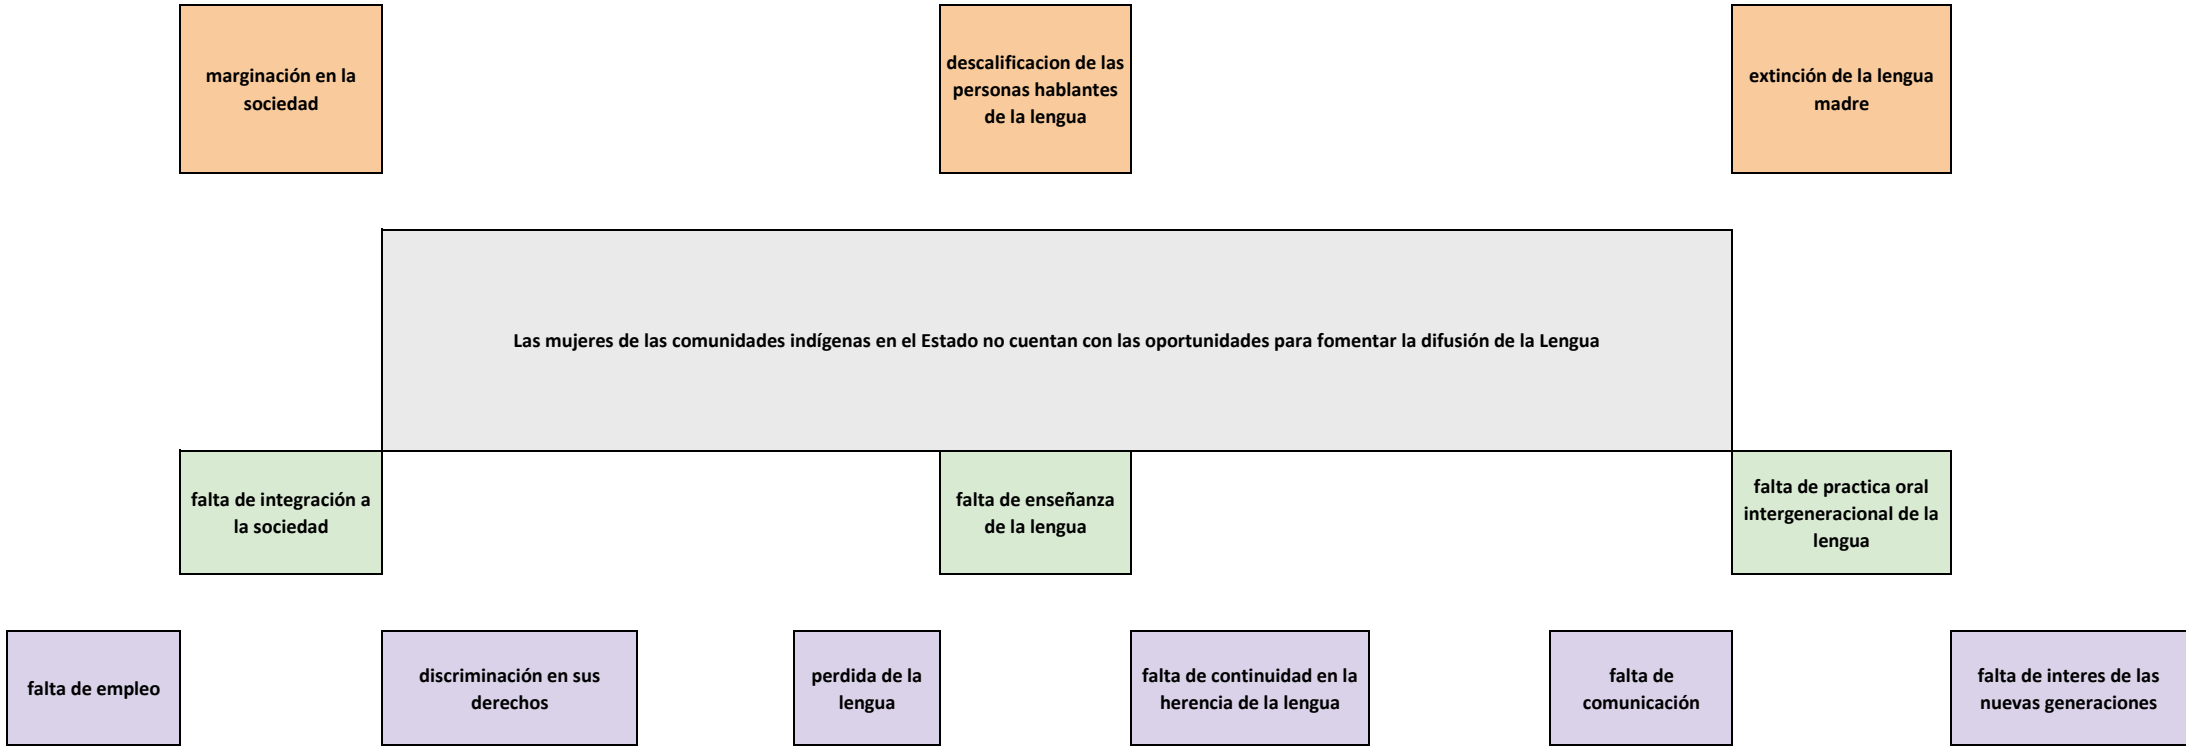 marginación en la
sociedad
descalificacion de las
personas hablantes
de la lengua
extinción de la lengua
madre
Las mujeres de las comunidades indígenas en el Estado no cuentan con las oportunidades para fomentar la difusión de la Lengua
falta de integración a
la sociedad
falta de enseñanza
de la lengua
falta de practica oral
intergeneracional de la
lengua
falta de empleo
discriminación en sus
derechos
perdida de la
lengua
falta de continuidad en la
herencia de la lengua
falta de
comunicación
falta de interes de las
nuevas generaciones